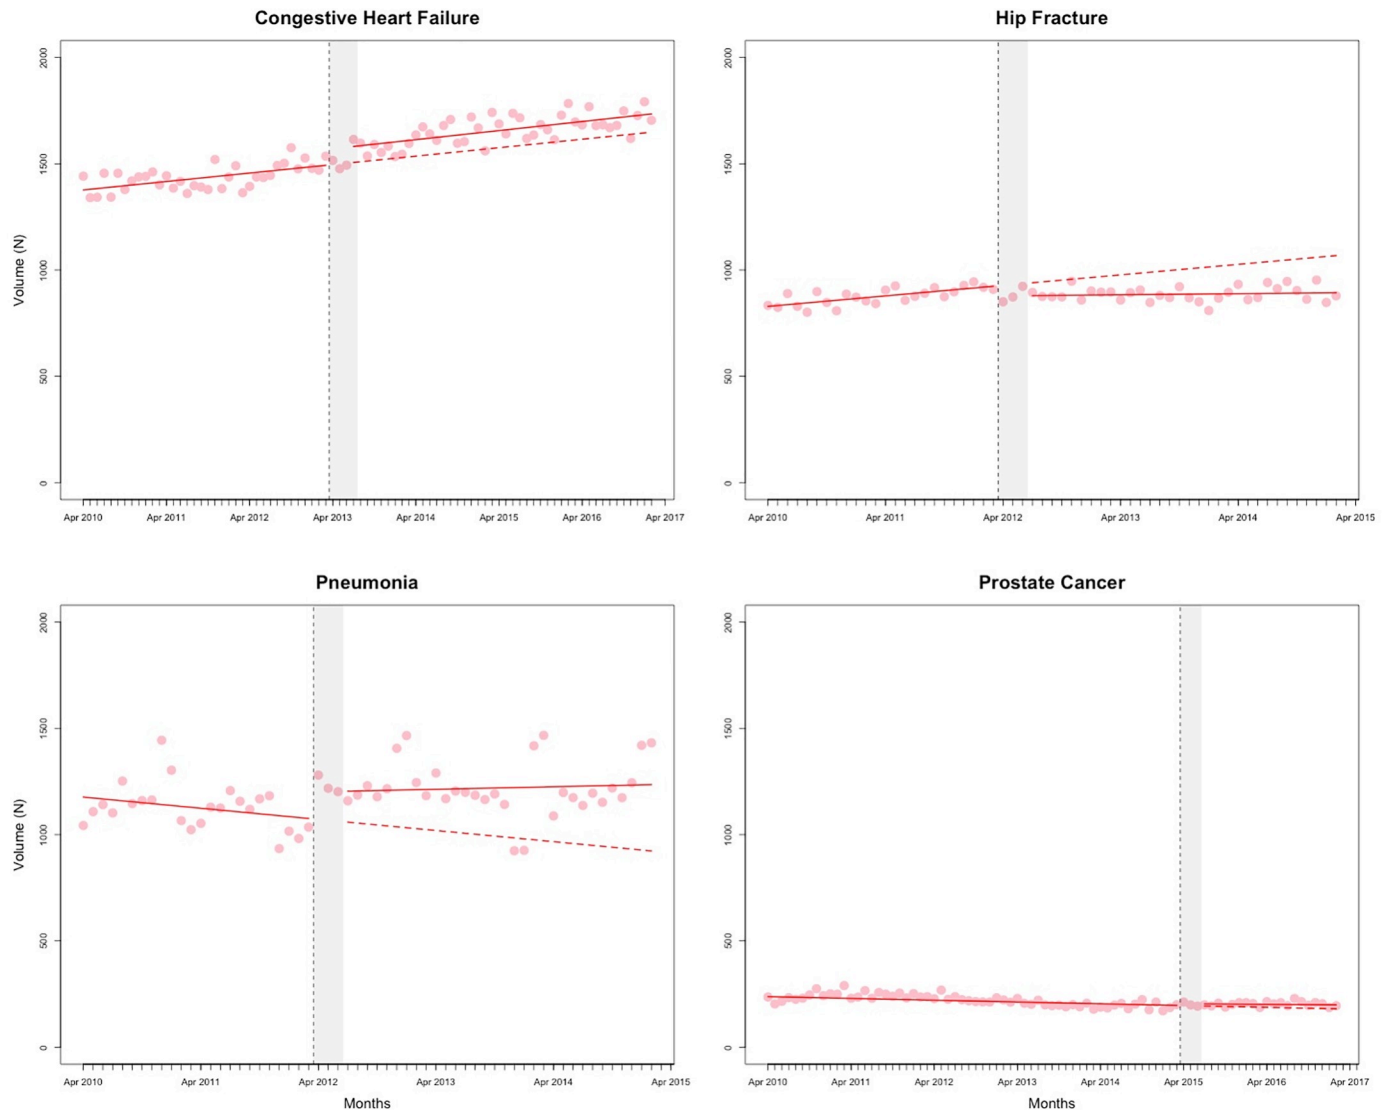 Congestive Heart Failure
Volume (N)
2000
1500
1000
500
0
Apr 2010 Apr 2011 Apr 2012 Apr 2013 Apr 2014 Apr 2015 Apr 2016 Apr 2017
Hip Fracture
2000
1500
1000
500
0
Apr 2010 Apr 2011 Apr 2012 Apr 2013 Apr 2014 Apr 2015
Pneumonia
Volume (N)
2000
1500
1000
500
0
Apr 2010 Apr 2011 Apr 2012 Apr 2013 Apr 2014 Apr 2015
Months
Prostate Cancer
2000
1500
1000
500
0
Apr 2010 Apr 2011 Apr 2012 Apr 2013 Apr 2014 Apr 2015 Apr 2016 Apr 2017
Months